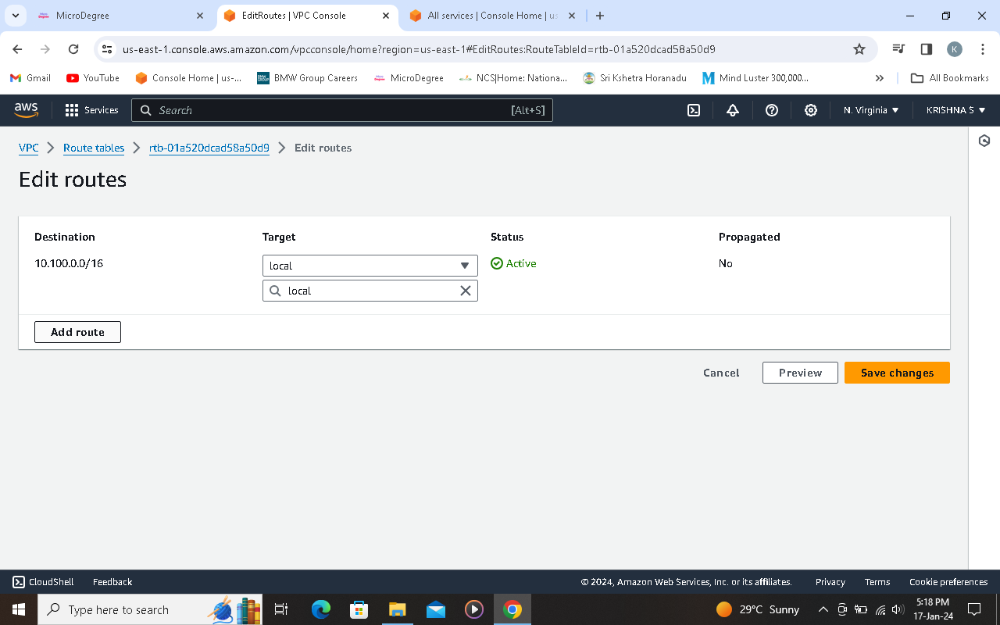 MicroDegree
EditRoutes | VPC Console
All services | Console Home | us
us-east-1.console.aws.amazon.com/vpcconsole/home?region=us-east-1#EditRoutes:RouteTableId=rtb-01a520dcad58a50d9
K
Gmail
YouTube
Console Home | us-...
BMW Group Careers
MicroDegree
NCS|Home: Nationa...
Sri Kshetra Horanadu
Mind Luster 300,000...
All Bookmarks
aws
Services
Search
[Alt+S]
N. Virginia
KRISHNA S
VPC
Route tables
rtb-01a520dcad58a50d9
Edit routes
Edit routes
Destination
Target
Status
Propagated
10.100.0.0/16
local
Active
No
local
Add route
Cancel
Preview
Save changes
CloudShell
Feedback
© 2024, Amazon Web Services, Inc. or its affiliates.
Privacy
Terms
Cookie preferences
Type here to search
29°C Sunny
5:18 PM
17-Jan-24